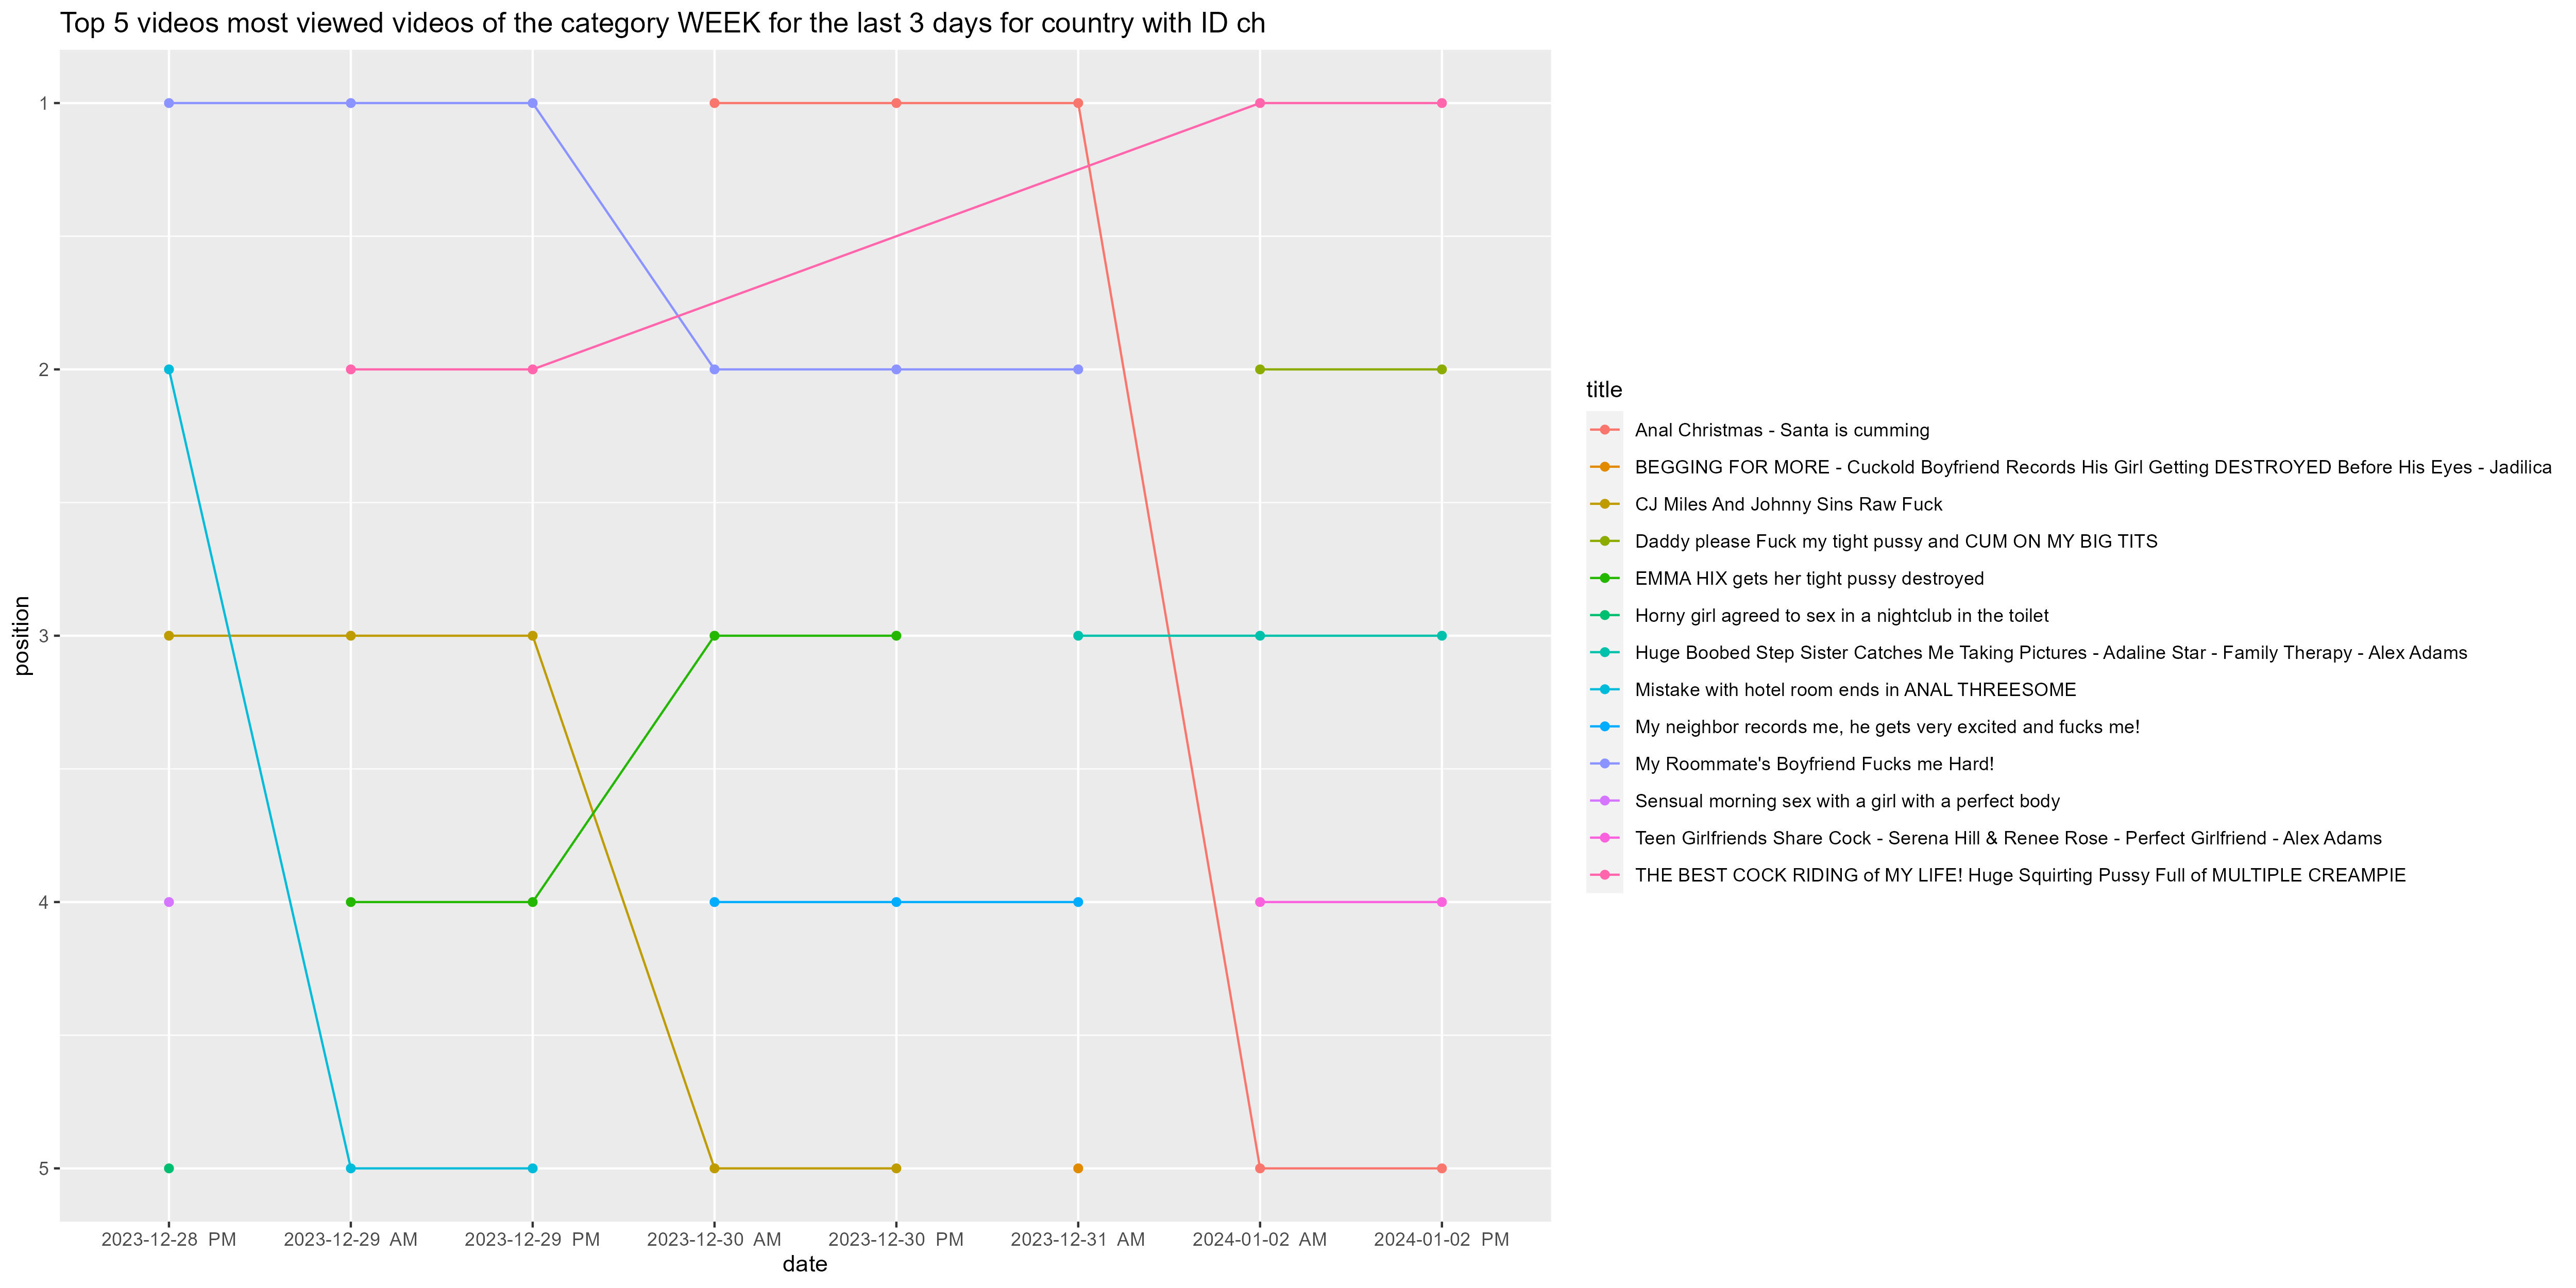 Top 5 videos most viewed videos of the category WEEK for the last 3 days for country with ID ch
position
1
2
3
4
5
2023-12-28 PM
2023-12-29 AM
2023-12-29 PM
2023-12-30 AM
2023-12-30 PM
2023-12-31 AM
2024-01-02 AM
2024-01-02 PM
date
title
Anal Christmas - Santa is cumming
BEGGING FOR MORE - Cuckold Boyfriend Records His Girl Getting DESTROYED Before His Eyes - Jadilica
CJ Miles And Johnny Sins Raw Fuck
Daddy please Fuck my tight pussy and CUM ON MY BIG TITS
EMMA HIX gets her tight pussy destroyed
Horny girl agreed to sex in a nightclub in the toilet
Huge Boobed Step Sister Catches Me Taking Pictures - Adaline Star - Family Therapy - Alex Adams
Mistake with hotel room ends in ANAL THREESOME
My neighbor records me, he gets very excited and fucks me!
My Roommate's Boyfriend Fucks me Hard!
Sensual morning sex with a girl with a perfect body
Teen Girlfriends Share Cock - Serena Hill & Renee Rose - Perfect Girlfriend - Alex Adams
THE BEST COCK RIDING of MY LIFE! Huge Squirting Pussy Full of MULTIPLE CREAMPIE